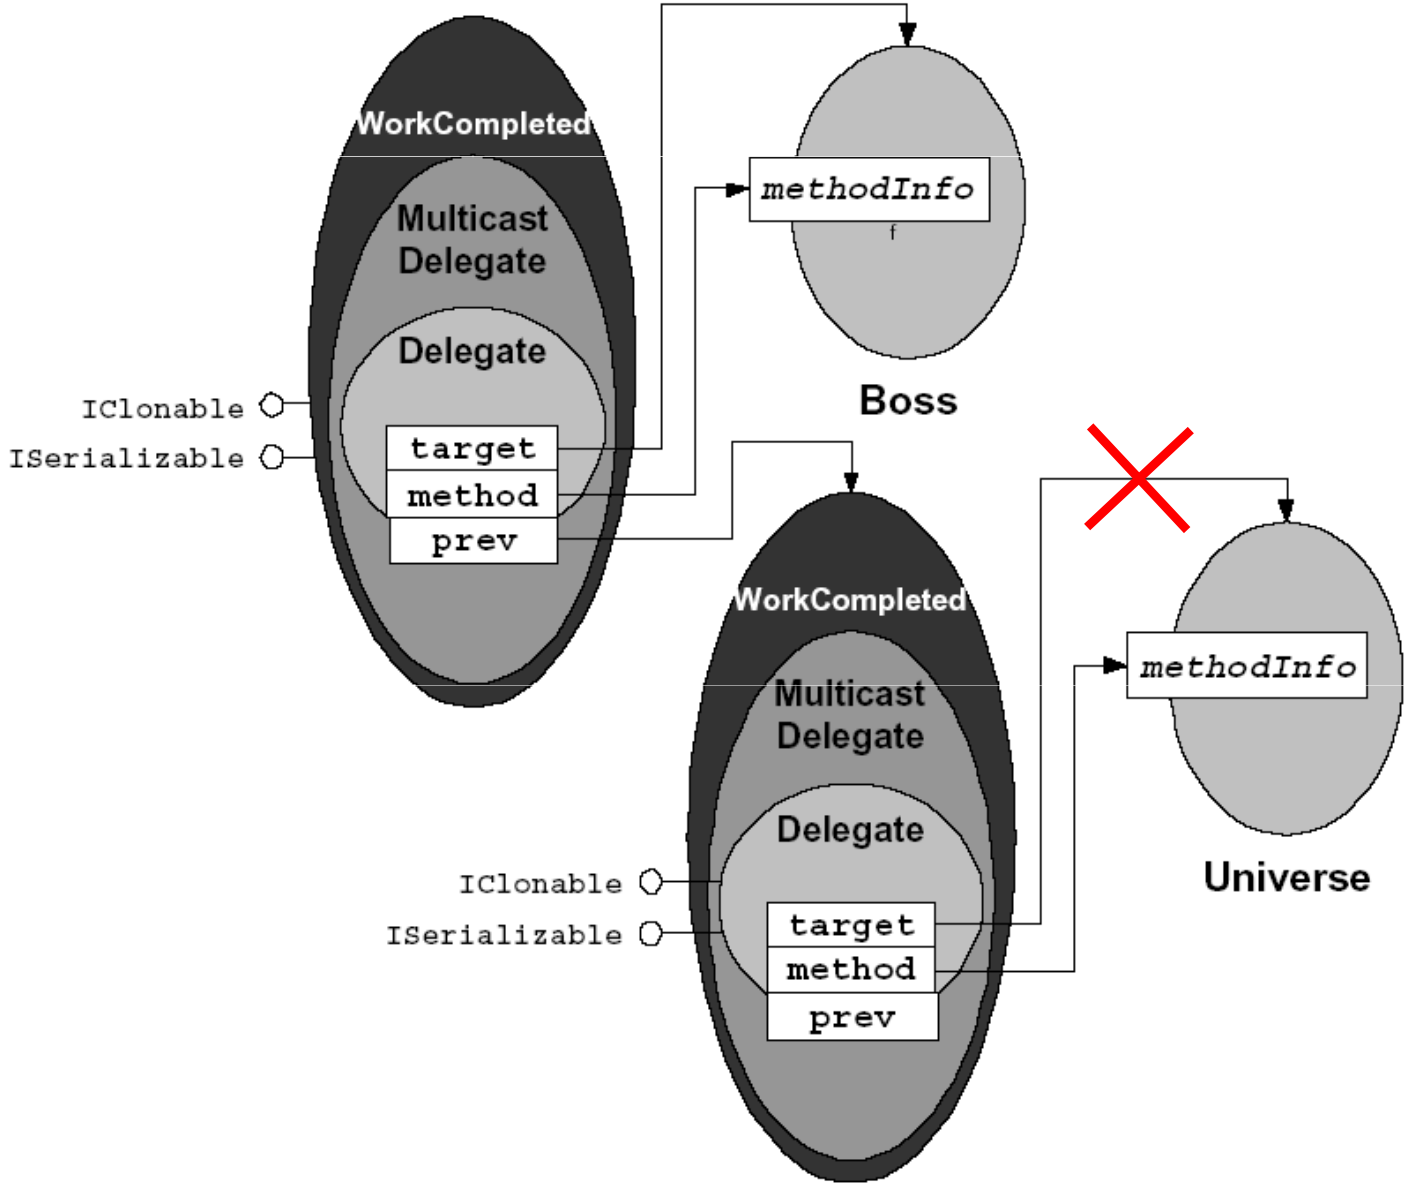 WorkCompleted
Multicast
Delegate
Delegate
IClonable
ISerializable
target
method
prev
methodInfo
f
Boss
WorkCompleted
Multicast
Delegate
Delegate
IClonable
ISerializable
target
method
prev
methodInfo
Universe